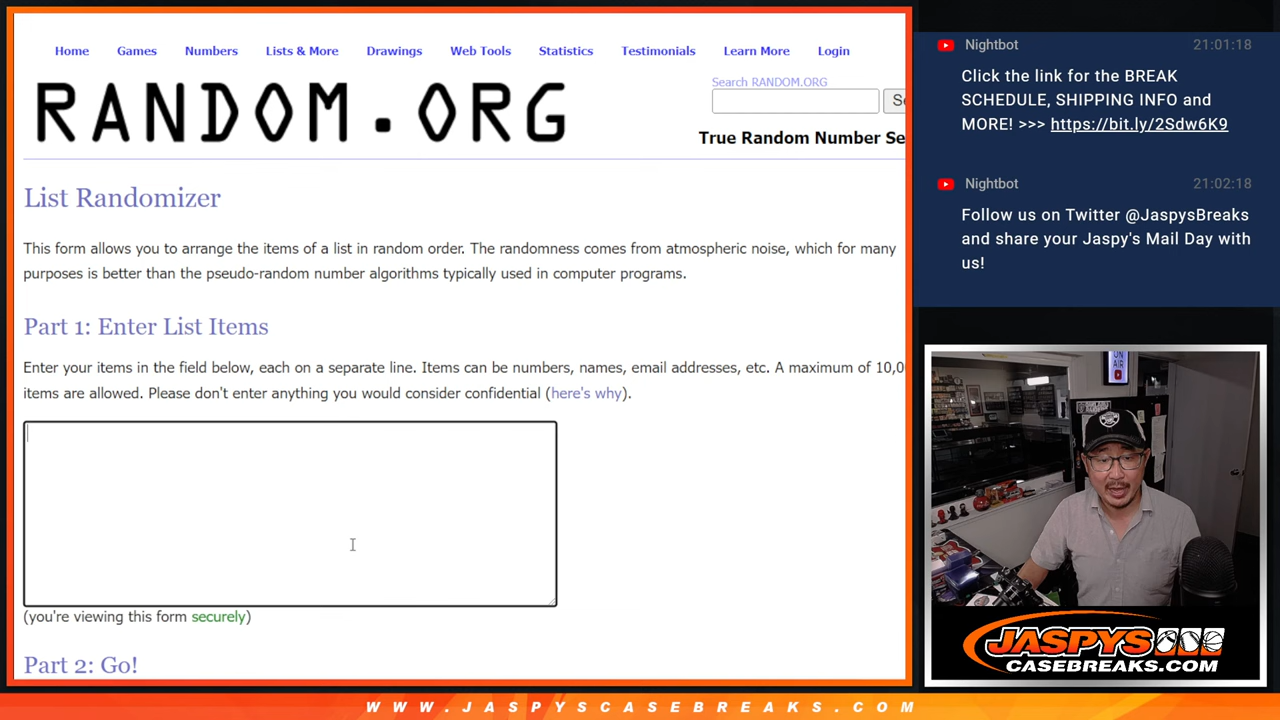 Home Games Numbers Lists & More Drawings Web Tools Statistics Testimonials Learn More Login
RANDOM.ORG
Search RANDOM.ORG
True Random Number Se
List Randomizer
This form allows you to arrange the items of a list in random order. The randomness comes from atmospheric noise, which for many
purposes is better than the pseudo-random number algorithms typically used in computer programs.
Part 1: Enter List Items
Enter your items in the field below, each on a separate line. Items can be numbers, names, email addresses, etc. A maximum of 10,0
items are allowed. Please don't enter anything you would consider confidential (here's why).
(you're viewing this form securely)
Part 2: Go!
Nightbot 21:01:18
Click the link for the BREAK
SCHEDULE, SHIPPING INFO and
MORE! >>> https://bit.ly/2Sdw6K9
Nightbot 21:02:18
Follow us on Twitter @JaspysBreaks
and share your Jaspy's Mail Day with
us!
ON
AIR
JASPYS
CASEBREAKS.COM
WWW.JASPYSCASEBREAKS.COM